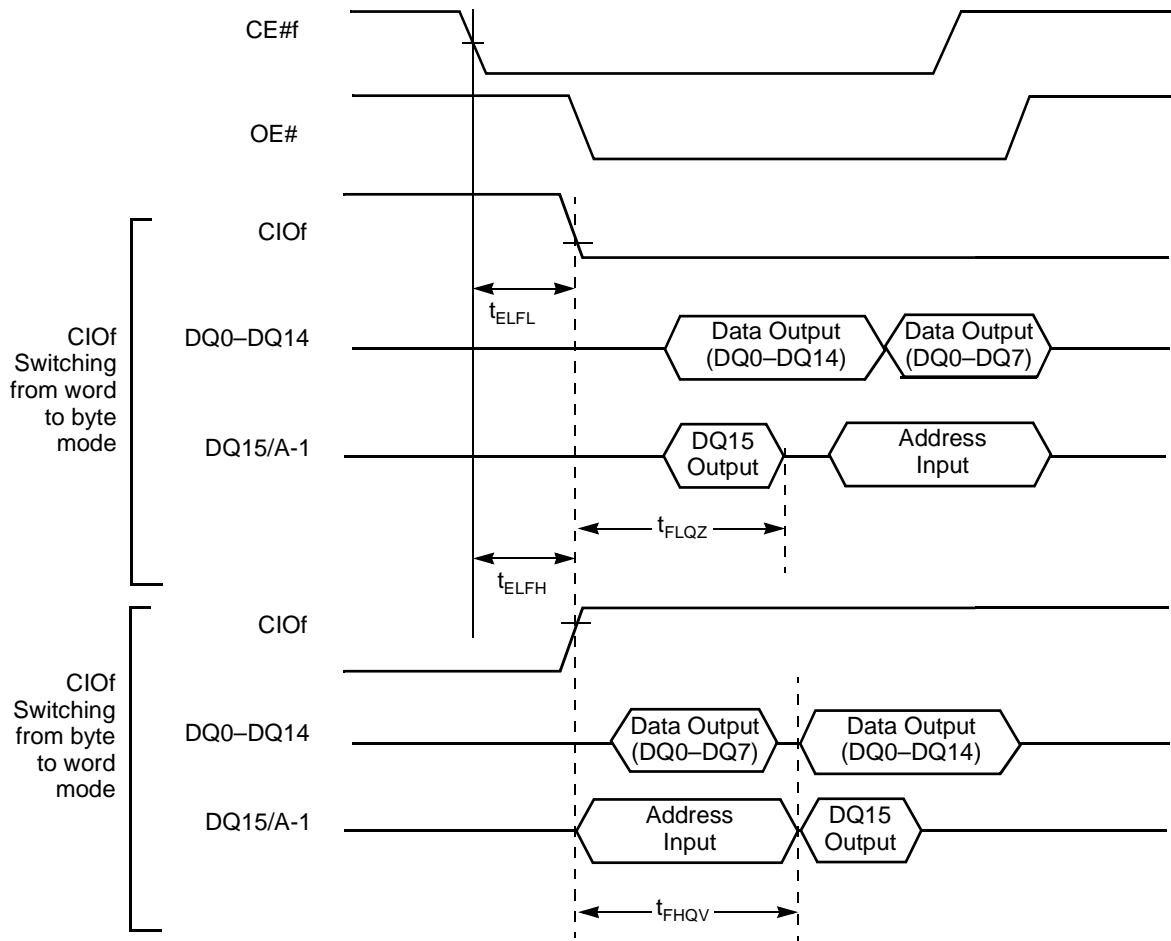 CE#f
OE#
CIOf
tELFL
CIOf
Switching
from word
to byte
mode
DQ0–DQ14
Data Output
(DQ0–DQ14)
Data Output
(DQ0–DQ7)
DQ15/A-1
DQ15
Output
Address
Input
tFLQZ
tELFH
CIOf
CIOf
Switching
from byte
to word
mode
DQ0–DQ14
Data Output
(DQ0–DQ7)
Data Output
(DQ0–DQ14)
DQ15/A-1
Address
Input
DQ15
Output
tFHQV